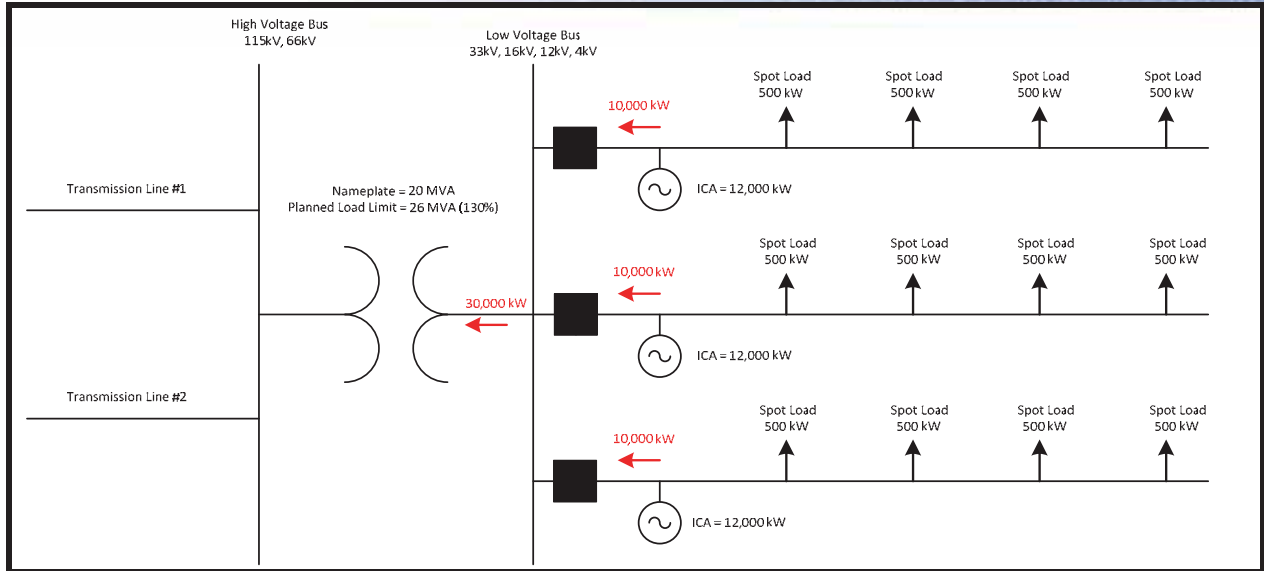 High Voltage Bus
115kV, 66kV
Low Voltage Bus
33kV, 16kV, 12kV, 4kV
Transmission Line #1
Transmission Line #2
Nameplate = 20 MVA
Planned Load Limit = 26 MVA (130%)
30,000 kW
10,000 kW
Spot Load
500 kW
Spot Load
500 kW
Spot Load
500 kW
Spot Load
500 kW
ICA = 12,000 kW
10,000 kW
Spot Load
500 kW
Spot Load
500 kW
Spot Load
500 kW
Spot Load
500 kW
ICA = 12,000 kW
10,000 kW
Spot Load
500 kW
Spot Load
500 kW
Spot Load
500 kW
Spot Load
500 kW
ICA = 12,000 kW